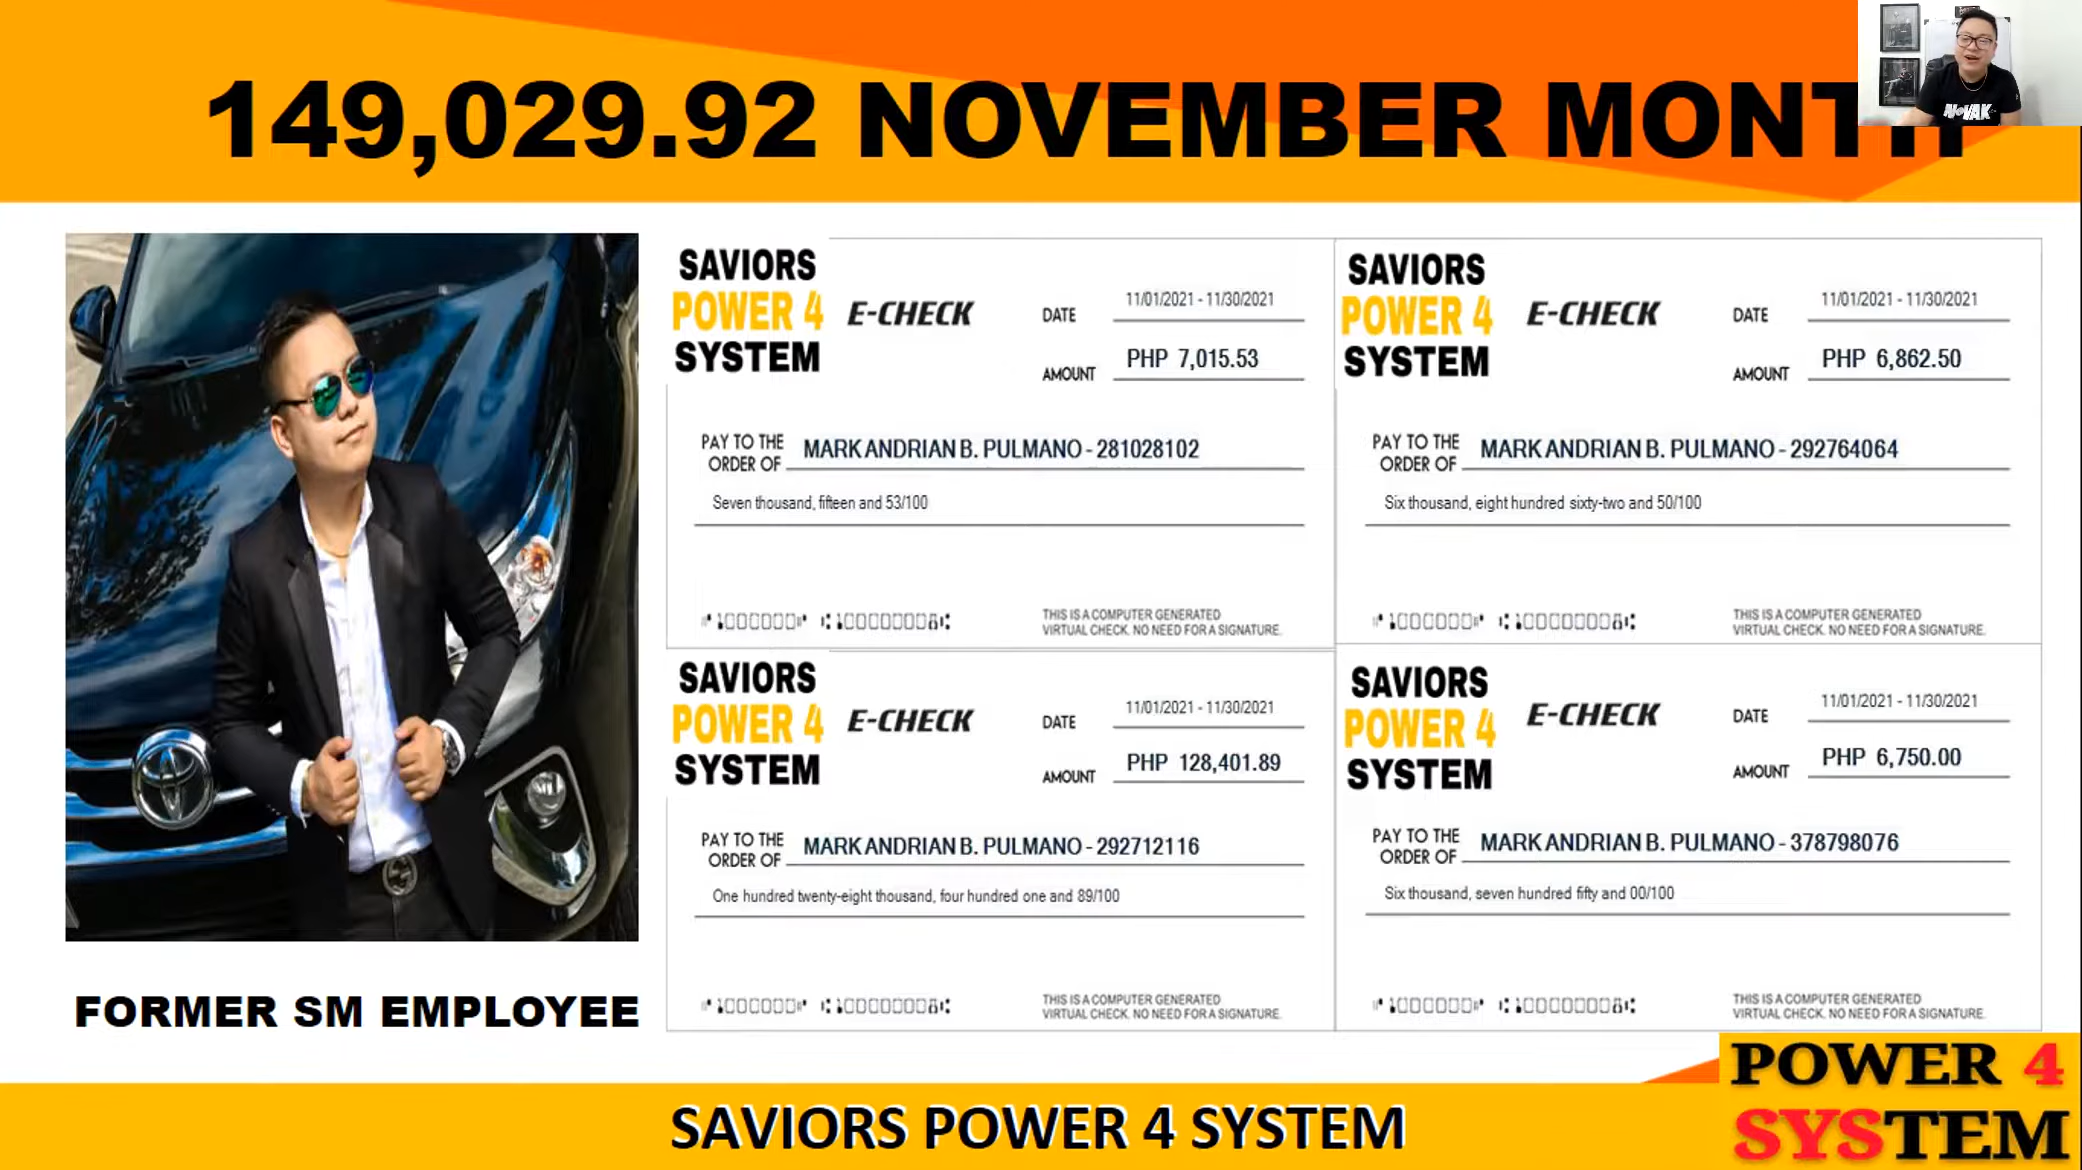 149,029.92 NOVEMBER MONTH
NOVAK
SAVIORS
POWER 4
SYSTEM
E-CHECK
DATE 11/01/2021 - 11/30/2021
AMOUNT PHP 7,015.53
PAY TO THE
ORDER OF MARK ANDRIAN B. PULMANO - 281028102
Seven thousand, fifteen and 53/100
THIS IS A COMPUTER GENERATED
VIRTUAL CHECK. NO NEED FOR A SIGNATURE.
SAVIORS
POWER 4
SYSTEM
E-CHECK
DATE 11/01/2021 - 11/30/2021
AMOUNT PHP 6,862.50
PAY TO THE
ORDER OF MARK ANDRIAN B. PULMANO - 292764064
Six thousand, eight hundred sixty-two and 50/100
THIS IS A COMPUTER GENERATED
VIRTUAL CHECK. NO NEED FOR A SIGNATURE.
SAVIORS
POWER 4
SYSTEM
E-CHECK
DATE 11/01/2021 - 11/30/2021
AMOUNT PHP 128,401.89
PAY TO THE
ORDER OF MARK ANDRIAN B. PULMANO - 292712116
One hundred twenty-eight thousand, four hundred one and 89/100
THIS IS A COMPUTER GENERATED
VIRTUAL CHECK. NO NEED FOR A SIGNATURE.
SAVIORS
POWER 4
SYSTEM
E-CHECK
DATE 11/01/2021 - 11/30/2021
AMOUNT PHP 6,750.00
PAY TO THE
ORDER OF MARK ANDRIAN B. PULMANO - 378798076
Six thousand, seven hundred fifty and 00/100
THIS IS A COMPUTER GENERATED
VIRTUAL CHECK. NO NEED FOR A SIGNATURE.
FORMER SM EMPLOYEE
SAVIORS POWER 4 SYSTEM
POWER 4
SYSTEM